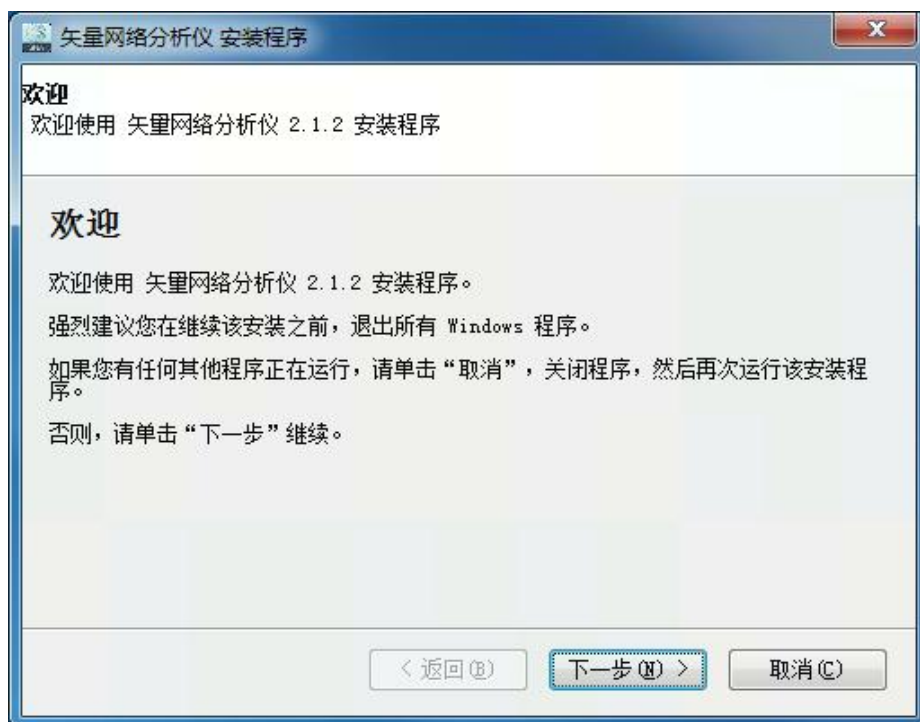 矢量网络分析仪 安装程序
欢迎
欢迎使用 矢量网络分析仪 2.1.2 安装程序
欢迎
欢迎使用 矢量网络分析仪 2.1.2 安装程序。
强烈建议您在继续该安装之前，退出所有 Windows 程序。
如果您有任何其他程序正在运行，请单击“取消”，关闭程序，然后再次运行该安装程
序。
否则，请单击“下一步”继续。
< 返回(B)
下一步(N) >
取消(C)